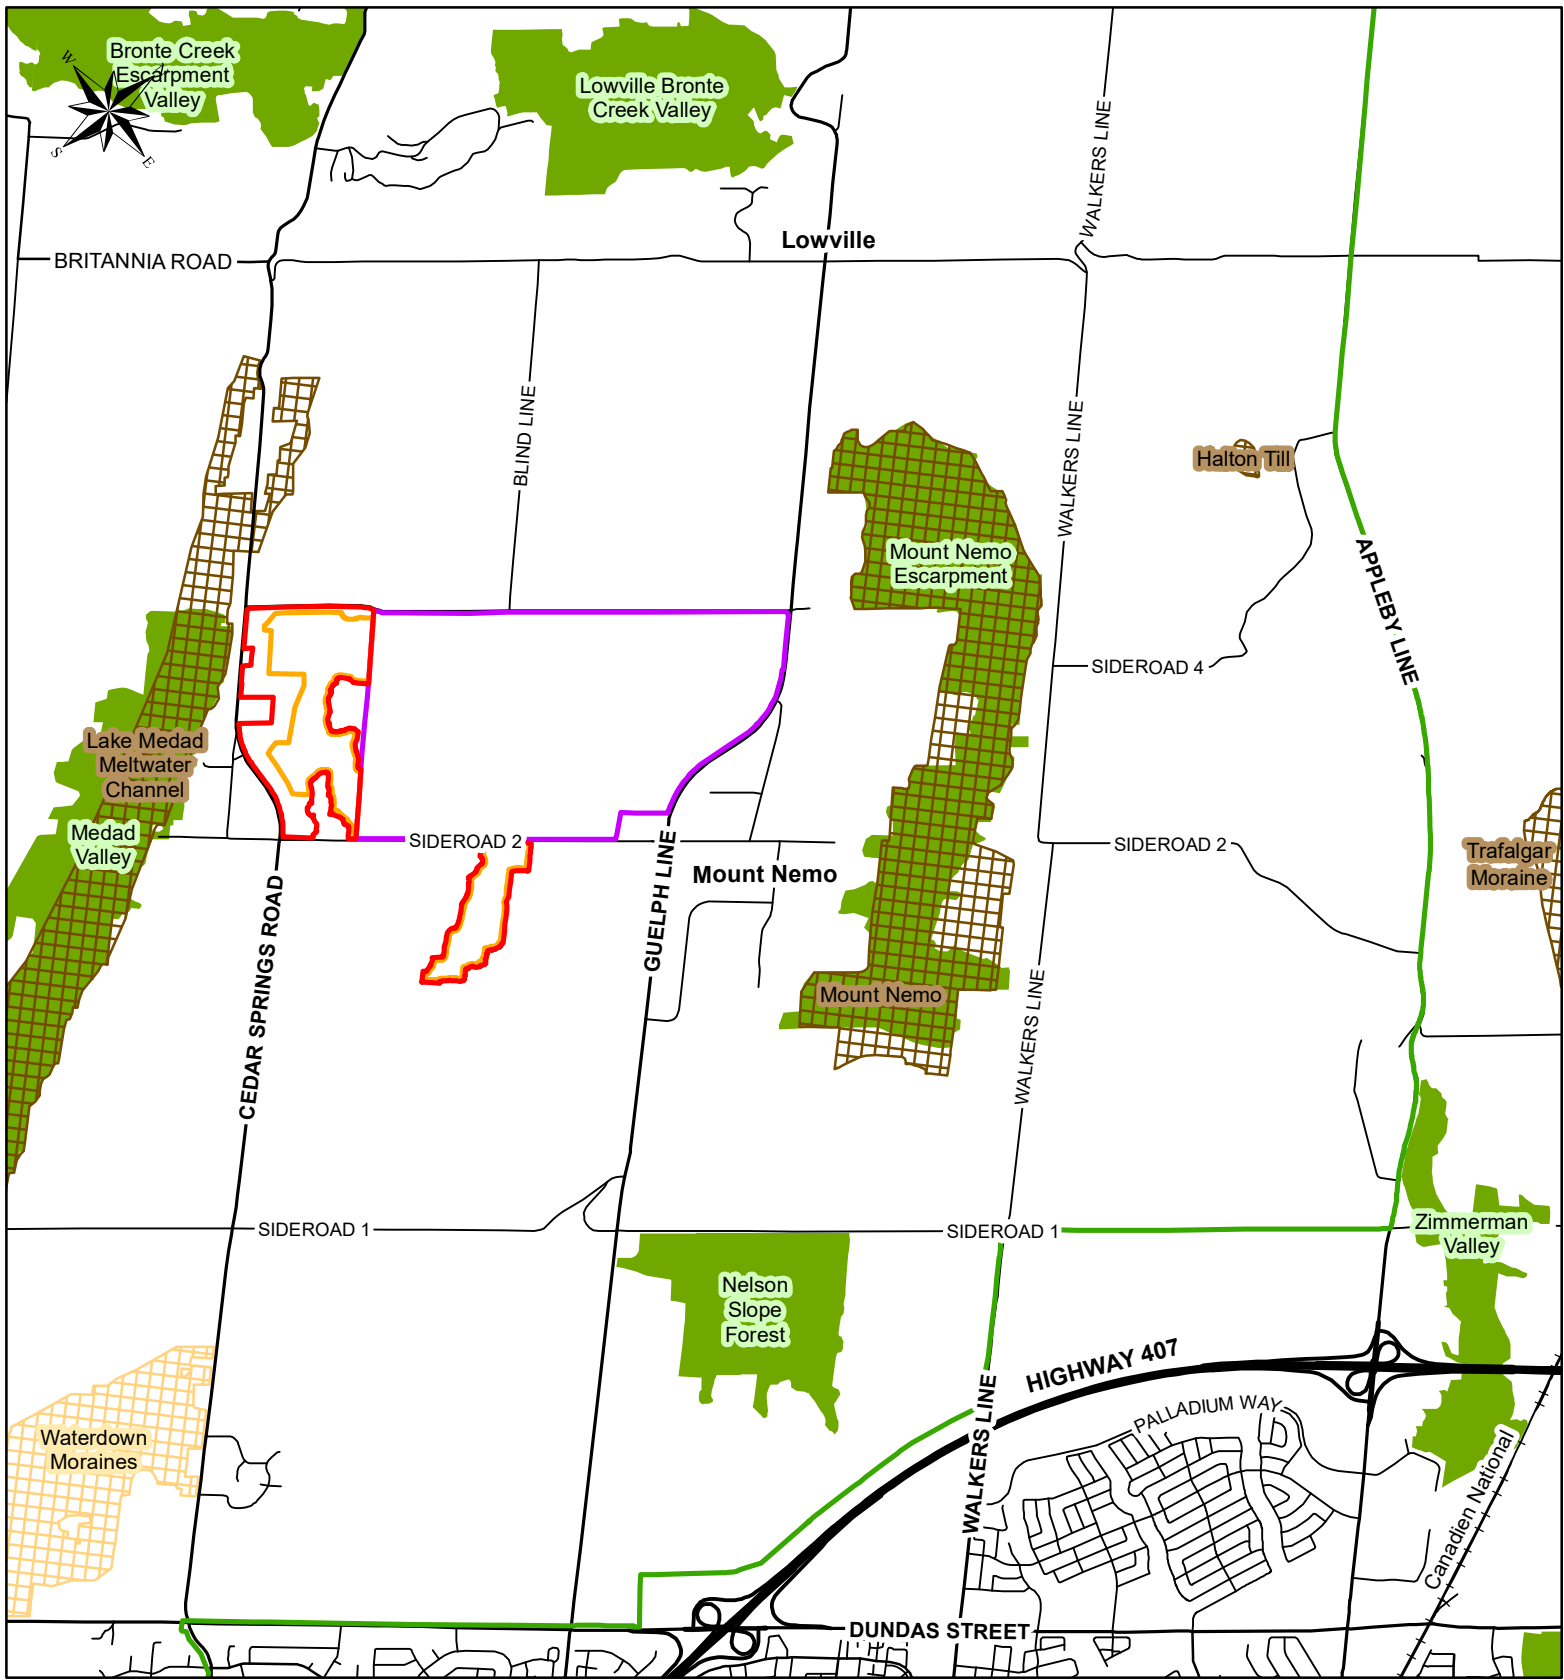 Bronte Creek
Escarpment
Valley
W
S
E
Lowville Bronte
Creek Valley
WALKERS LINE
Lowville
BRITANNIA ROAD
BLIND LINE
WALKERS LINE
Halton Till
Mount Nemo
Escarpment
APPLEBY LINE
SIDEROAD 4
Lake Medad
Meltwater
Channel
Medad
Valley
SIDEROAD 2
SIDEROAD 2
Trafalgar
Moraine
Mount Nemo
GUELPH LINE
CEDAR SPRINGS ROAD
Mount Nemo
WALKERS LINE
SIDEROAD 1
SIDEROAD 1
Zimmerman
Valley
Nelson
Slope
Forest
HIGHWAY 407
WALKERS LINE
PALLADIUM WAY
Waterdown
Moraines
Canadien National
DUNDAS STREET